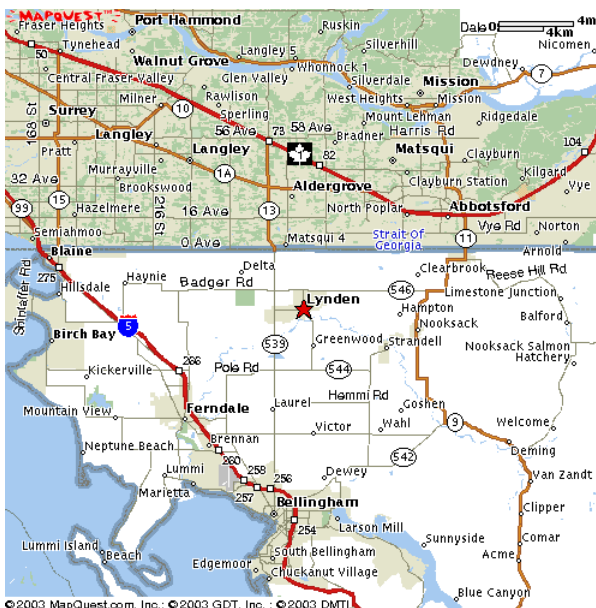 MAPQUEST
Port Hammond
Fraser Heights
Ruskin
Dale 0 4m
4km
Nicomen
50
Tynehead
Walnut Grove
Langley 5
Silverhill
Dewdney
7
Whonnock 1
Central Fraser Valley
Glen Valley
Silverdale
Mission
Milner
Rawlison
West Heights
Mission
10
Sperling
Mount Lehman
Ridgedale
Surrey
168 St
56 Ave
73
58 Ave
Harris Rd
Langley
Bradner
104
Pratt
Langley
82
Matsqui
Clayburn
Murrayville
1A
Kilgard
32 Ave
Brookswood
Aldergrove
Clayburn Station
Vye
15
216 St
99
Hazelmere
16 Ave
13
North Poplar
Abbotsford
Semiahmoo
0 Ave
Matsqui 4
Strait of
Georgia
11
Vye Rd
Norton
Arnold
Blaine
275
Haynie
Delta
Clearbrook
Reese Hill Rd
Hillsdale
Badger Rd
546
Limestone Junction
Shintaffer Rd
Lynden
Hampton
Balford
Birch Bay
5
Nooksack
539
Greenwood
Strandell
Nooksack Salmon
Hatchery
266
Pole Rd
544
Kickerville
Hemmi Rd
Ferndale
Laurel
Goshen
Mountain View
9
Welcome
Victor
Wahl
Brennan
Neptune Beach
542
Deming
260
Lummi
258
256
Dewey
Van Zandt
Marietta
257
Bellingham
Clipper
254
Larson Mill
Lummi Island
Sunnyside
Comar
Beach
South Bellingham
Acme
Edgemoor
Chuckanut Village
Blue Canyon
©2003 MapQuest.com, Inc.; ©2003 GDT, Inc.; ©2003 DMTI